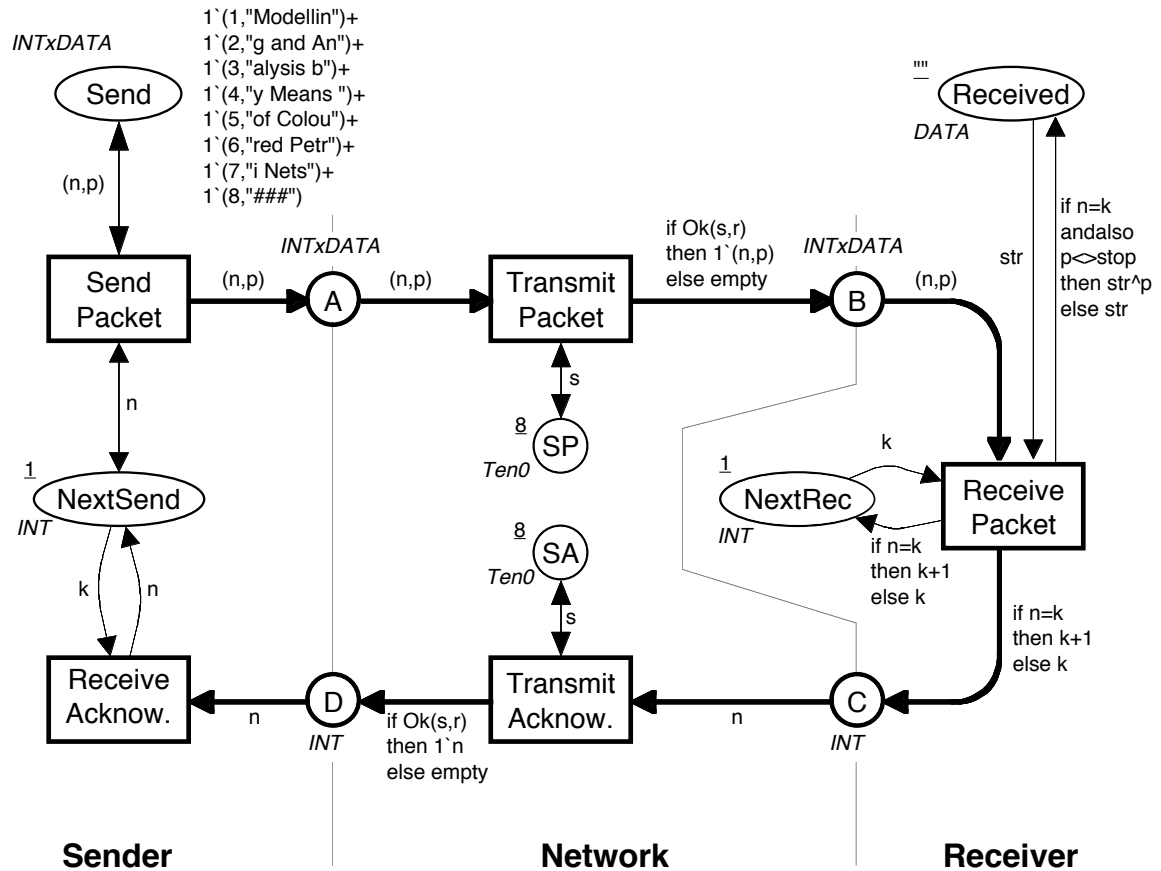 INTxDATA
Send
1`(1,"Modellin")+
1`(2,"g and An")+
1`(3,"alysis b")+
1`(4,"y Means ")+
1`(5,"of Colou")+
1`(6,"red Petr")+
1`(7,"i Nets")+
1`(8,"###")
""
Received
DATA
(n,p)
Send
Packet
(n,p)
INTxDATA
A
(n,p)
Transmit
Packet
if Ok(s,r)
then 1`(n,p)
else empty
INTxDATA
B
(n,p)
str
if n=k
andalso
p<>stop
then str^p
else str
n
s
8
SP
Ten0
1
NextSend
INT
1
NextRec
INT
k
if n=k
then k+1
else k
Receive
Packet
8
SA
Ten0
s
k
n
if n=k
then k+1
else k
Receive
Acknow.
n
D
INT
if Ok(s,r)
then 1`n
else empty
Transmit
Acknow.
n
C
INT
Sender
Network
Receiver